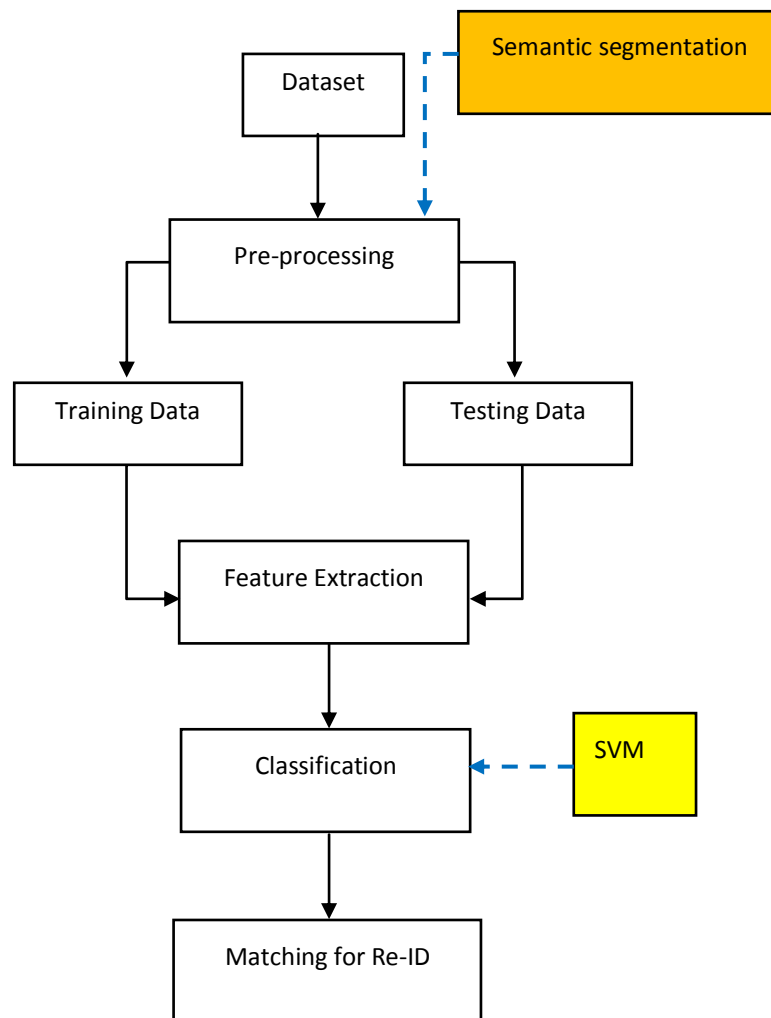 Semantic segmentation
Dataset
Pre-processing
Training Data
Testing Data
Feature Extraction
SVM
Classification
Matching for Re-ID